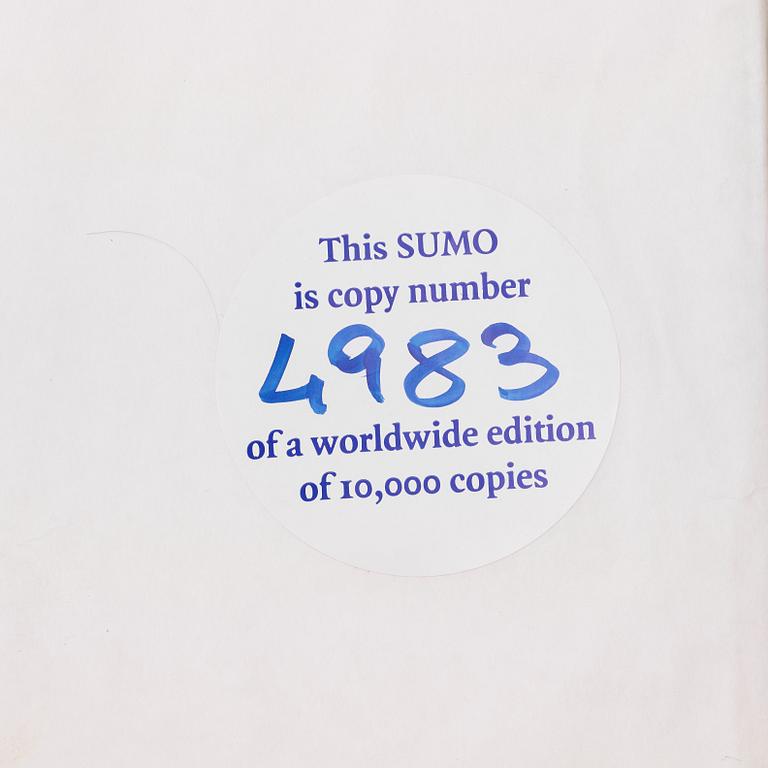 This SUMO
is copy number
4983
of a worldwide edition
of 10,000 copies